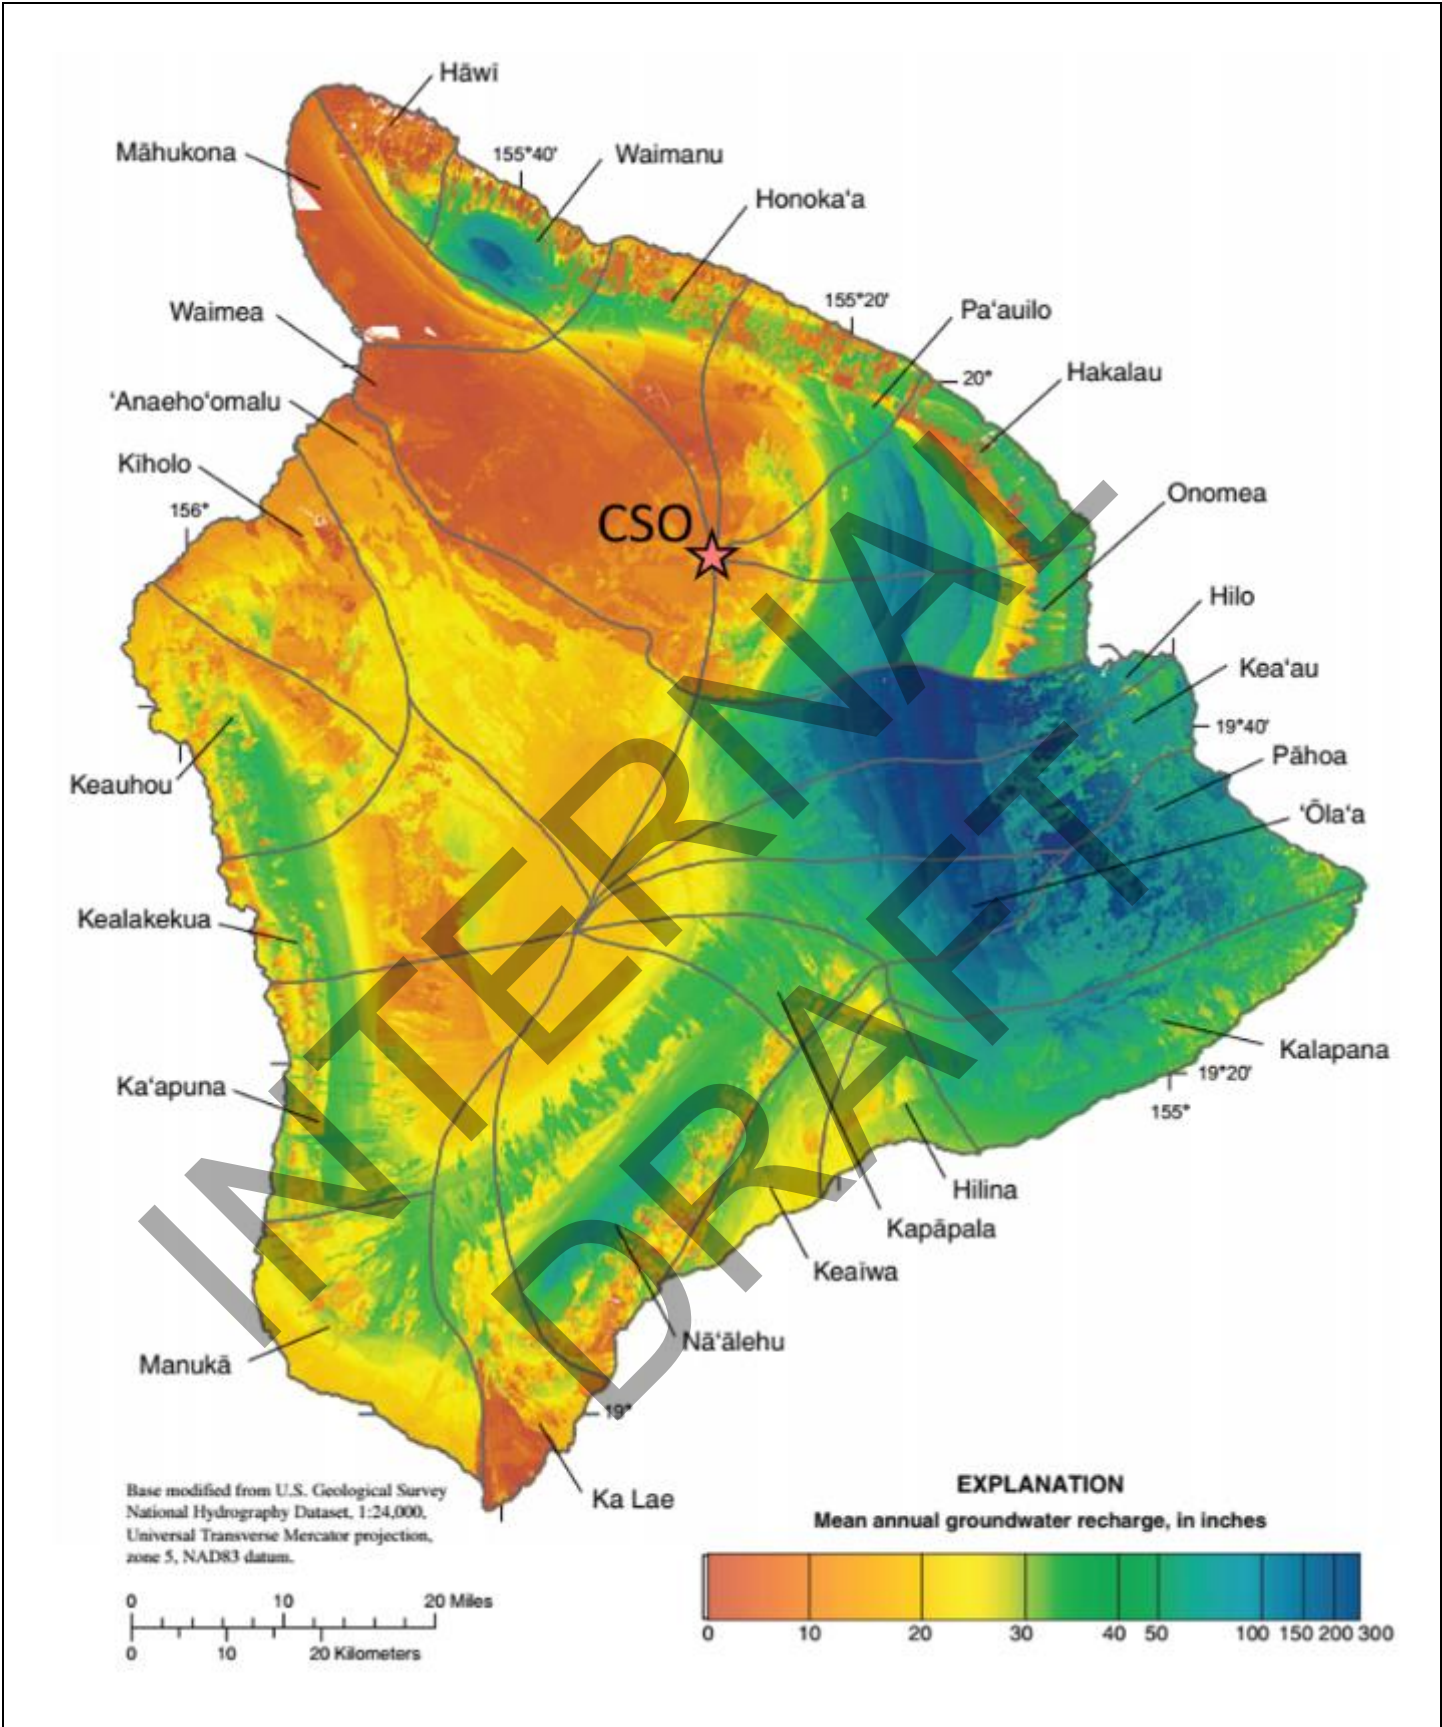 Hāwī
Māhukona
155°40'
Waimanu
Honoka‘a
155°20'
Waimea
Pa‘auilo
20°
Hakalau
‘Anaeho‘omalu
Kīholo
156°
CSO
Onomea
Hilo
Kea‘au
19°40'
Pāhoa
Keauhou
‘Ōla‘a
Kealakekua
Kalapana
19°20'
155°
Ka‘apuna
Hilina
Kapāpala
Keaīwa
Nā‘ālehu
Manukā
19°
Ka Lae
INTERNAL
DRAFT
Base modified from U.S. Geological Survey
National Hydrography Dataset, 1:24,000,
Universal Transverse Mercator projection,
zone 5, NAD83 datum.
0 10 20 Miles
0 10 20 Kilometers
EXPLANATION
Mean annual groundwater recharge, in inches
0 10 20 30 40 50 100 150 200 300